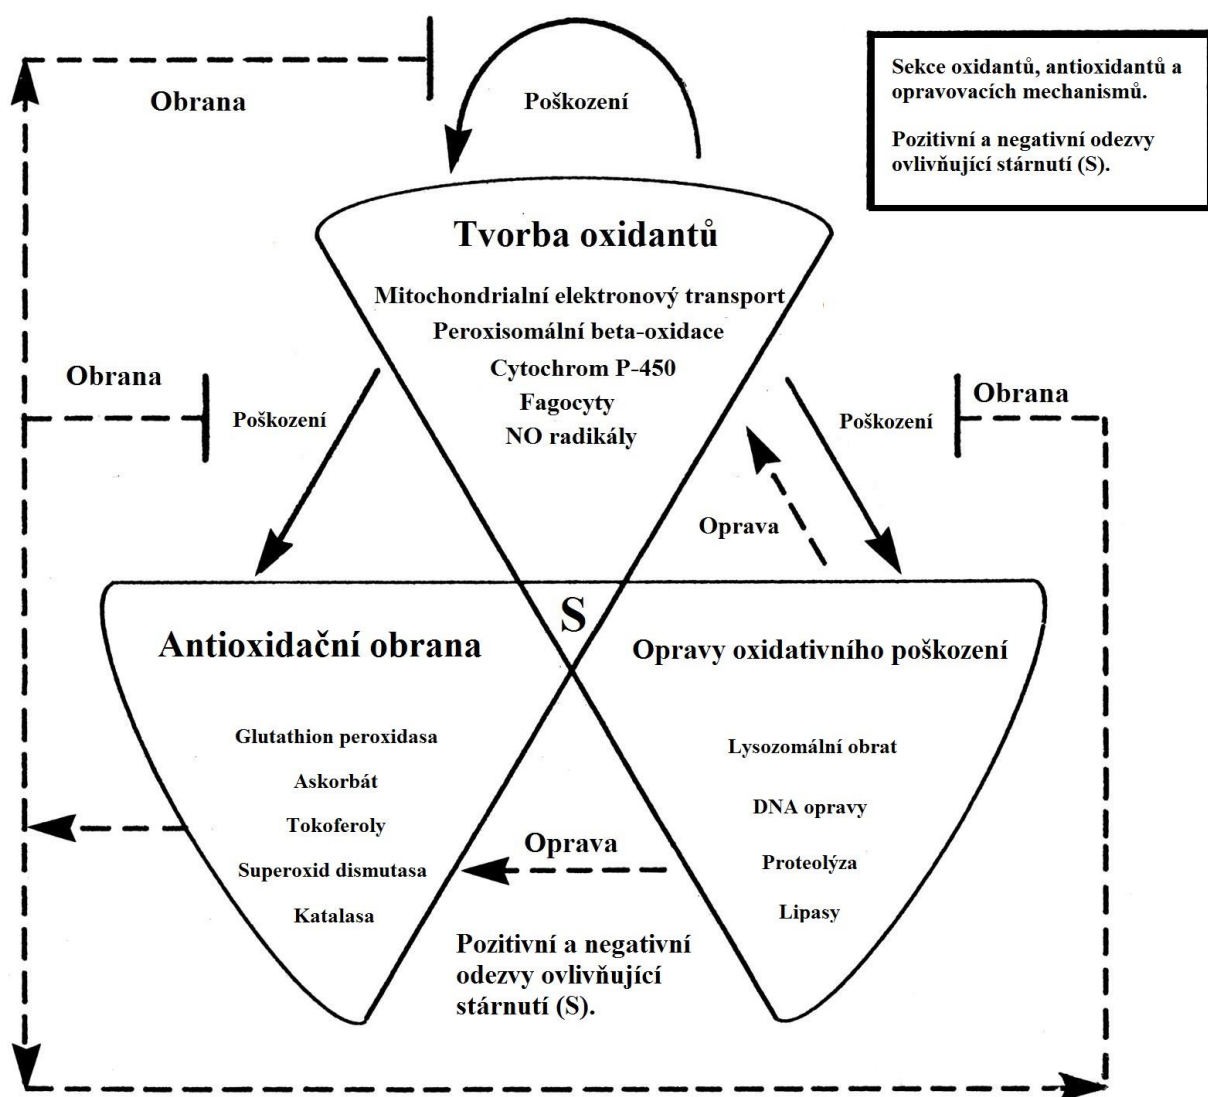 Obrana
Poškození
Sekce oxidantů, antioxidantů a
opravovacích mechanismů.
Pozitivní a negativní odezvy
ovlivňující stárnutí (S).
Tvorba oxidantů
Mitochondrialní elektronový transport
Peroxisomální beta-oxidace
Cytochrom P-450
Fagocyty
NO radikály
Obrana
Poškození
Poškození
Obrana
Oprava
S
Antioxidační obrana
Glutathion peroxidasa
Askorbát
Tokoferoly
Superoxid dismutasa
Katalasa
Opravy oxidativního poškození
Lysozomální obrat
DNA opravy
Proteolýza
Lipasy
Oprava
Pozitivní a negativní
odezvy ovlivňující
stárnutí (S).